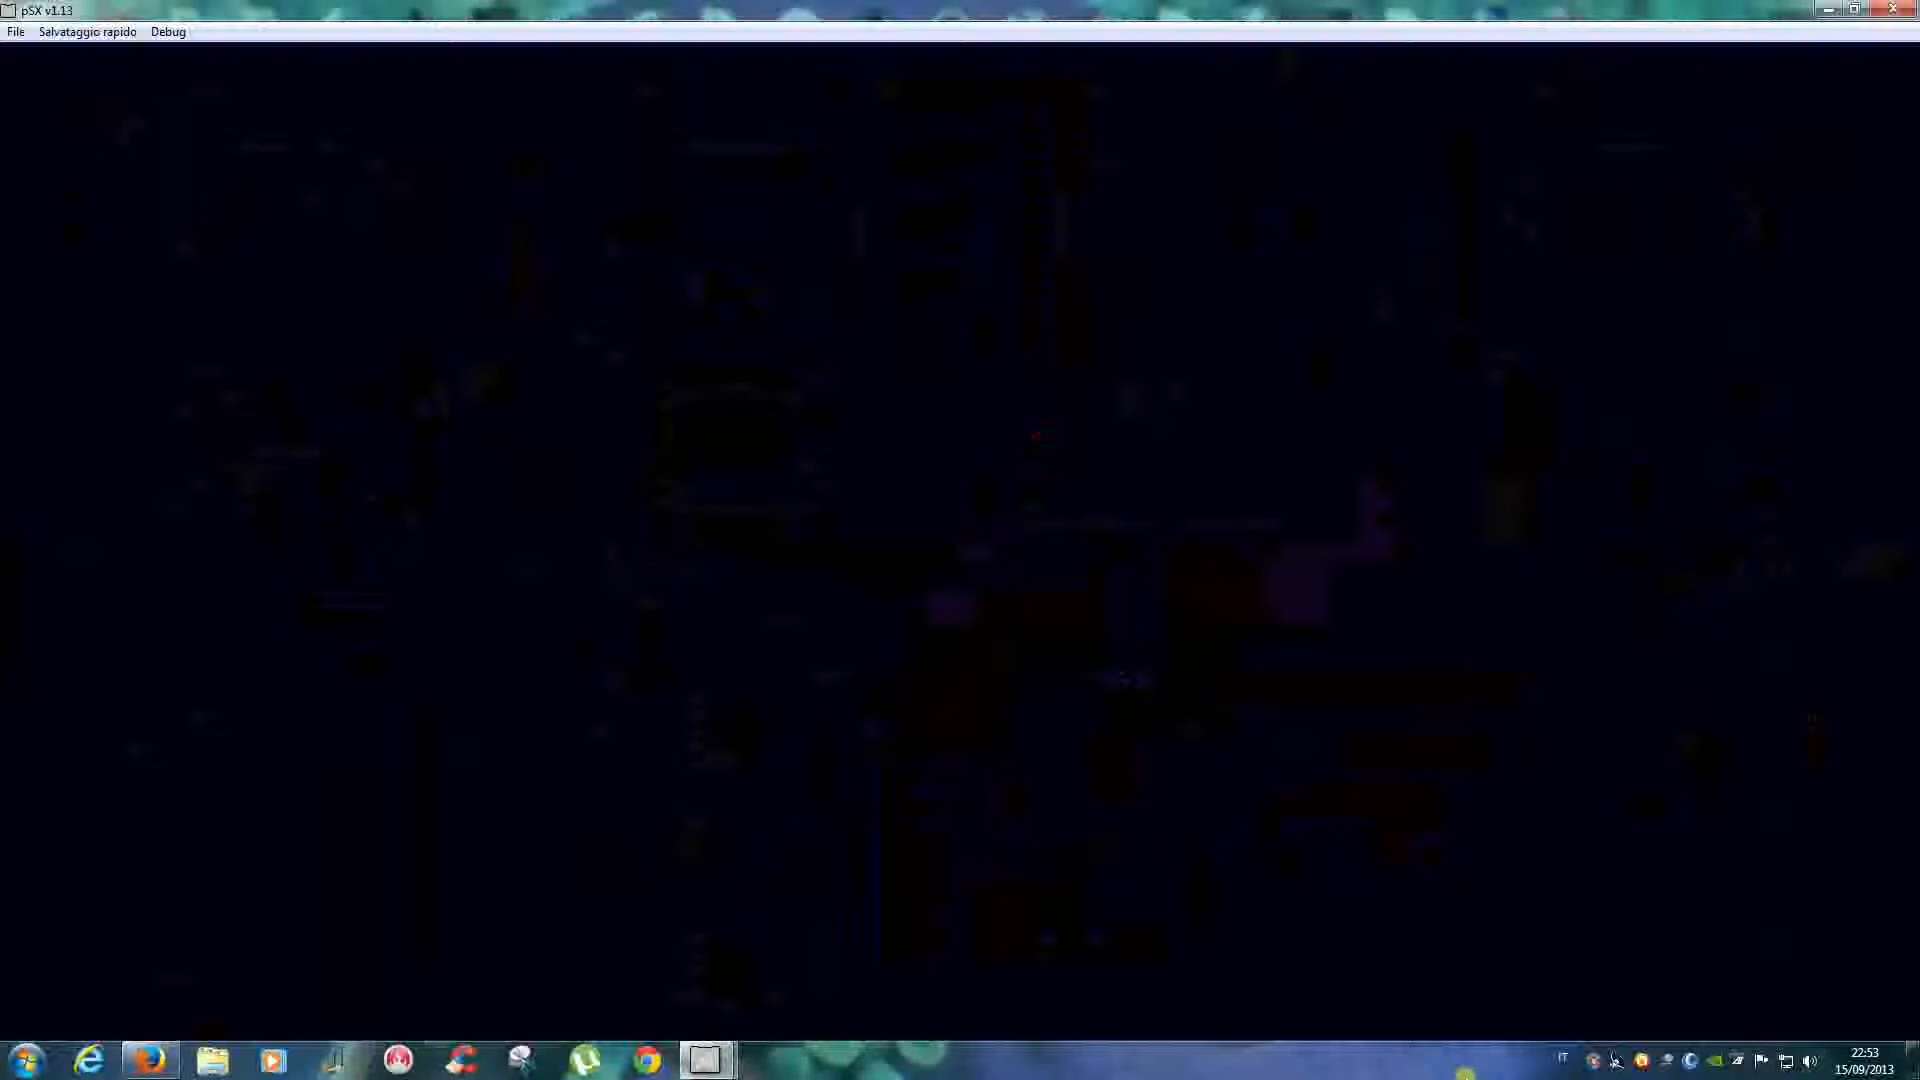 pSX v1.13
File Salvataggio rapido Debug
IT
22:53
15/09/2013